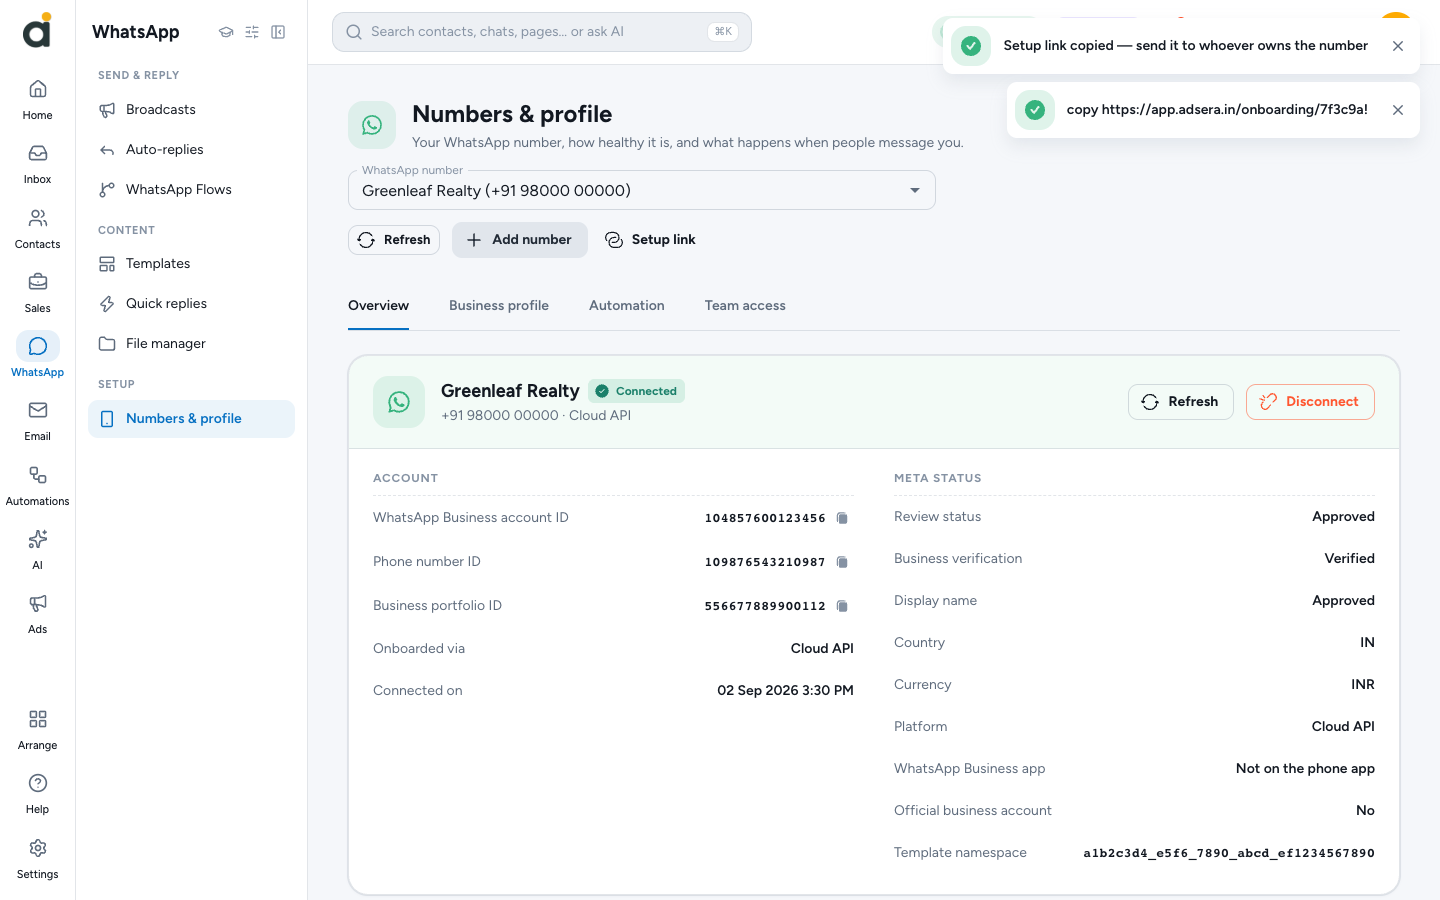 WhatsApp
Search contacts, chats, pages... or ask AI
⌘K
Setup link copied — send it to whoever owns the number
copy https://app.adsera.in/onboarding/7f3c9a!
Home
Inbox
Contacts
Sales
WhatsApp
Email
Automations
AI
Ads
Arrange
Help
Settings
SEND & REPLY
Broadcasts
Auto-replies
WhatsApp Flows
CONTENT
Templates
Quick replies
File manager
SETUP
Numbers & profile
Numbers & profile
Your WhatsApp number, how healthy it is, and what happens when people message you.
WhatsApp number
Greenleaf Realty (+91 98000 00000)
Refresh
Add number
Setup link
Overview
Business profile
Automation
Team access
Greenleaf Realty
Connected
+91 98000 00000 · Cloud API
Refresh
Disconnect
ACCOUNT
WhatsApp Business account ID 104857600123456
Phone number ID 109876543210987
Business portfolio ID 556677889900112
Onboarded via Cloud API
Connected on 02 Sep 2026 3:30 PM
META STATUS
Review status Approved
Business verification Verified
Display name Approved
Country IN
Currency INR
Platform Cloud API
WhatsApp Business app Not on the phone app
Official business account No
Template namespace a1b2c3d4_e5f6_7890_abcd_ef1234567890